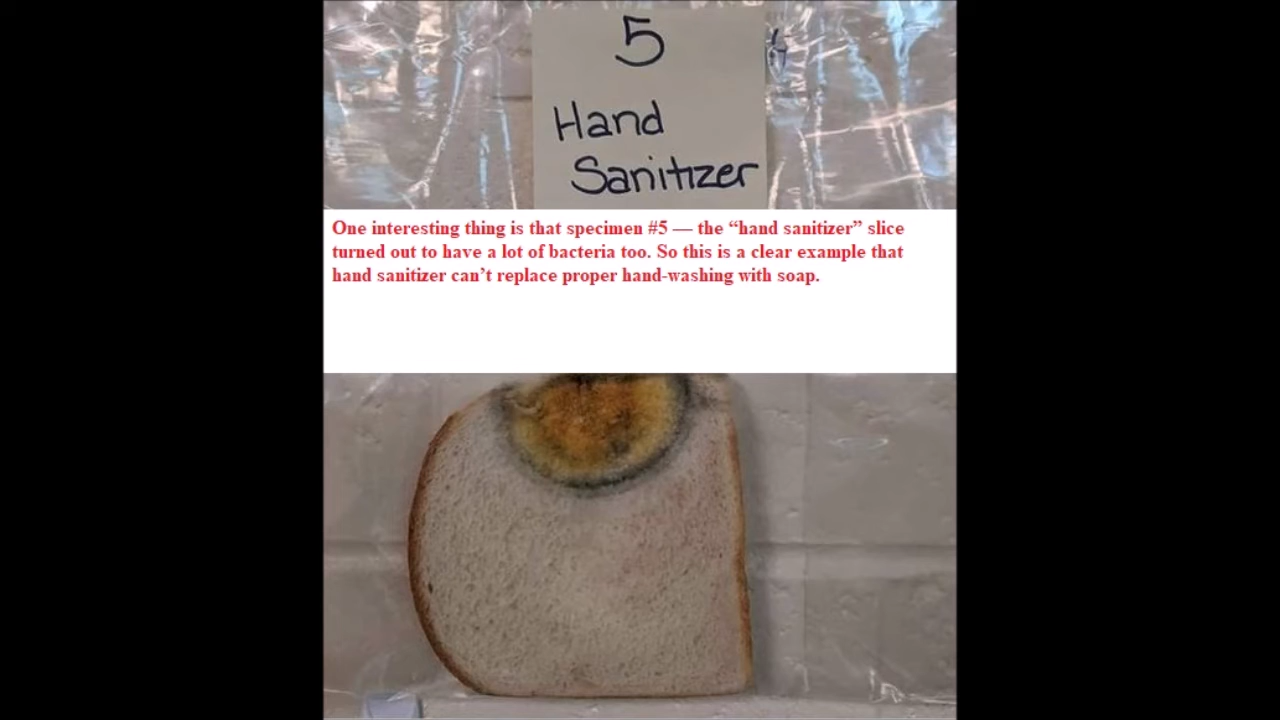 5
Hand
Sanitizer
One interesting thing is that specimen #5 — the “hand sanitizer” slice
turned out to have a lot of bacteria too. So this is a clear example that
hand sanitizer can’t replace proper hand-washing with soap.